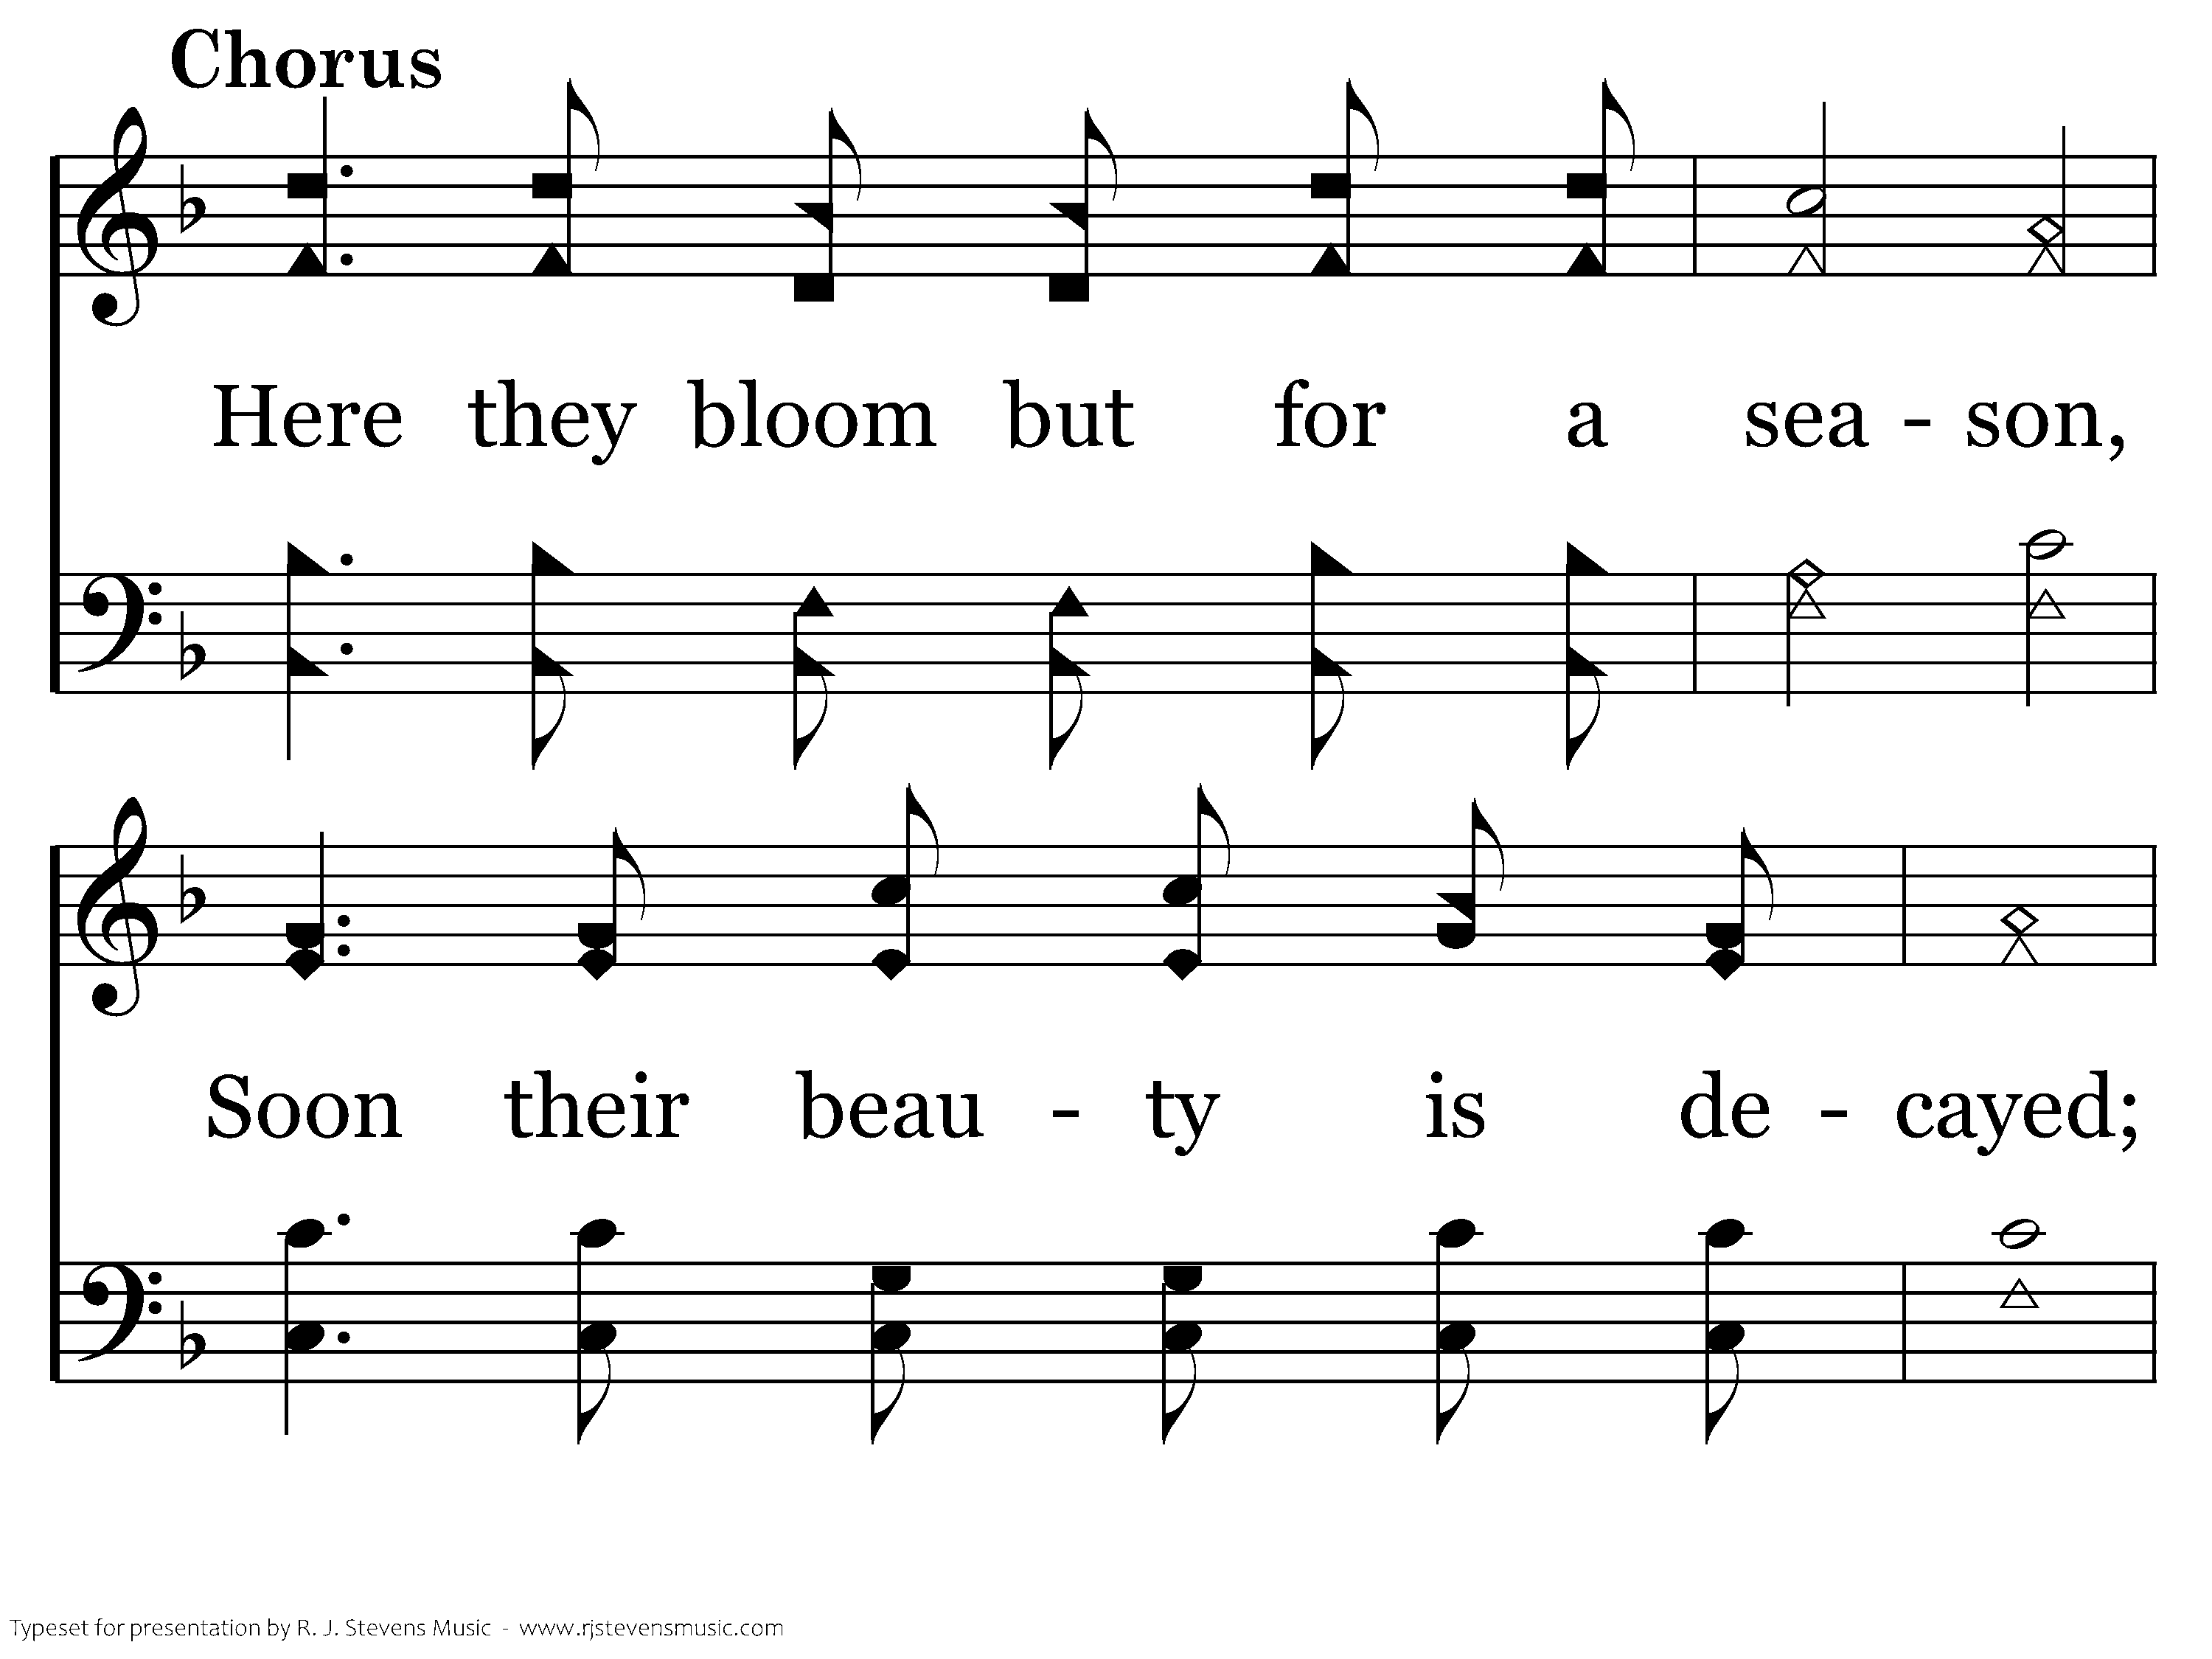 Chorus
Here they bloom but for a sea - son,
Soon their beau - ty is de - cayed;
Typeset for presentation by R. J. Stevens Music - www.rjstevensmusic.com